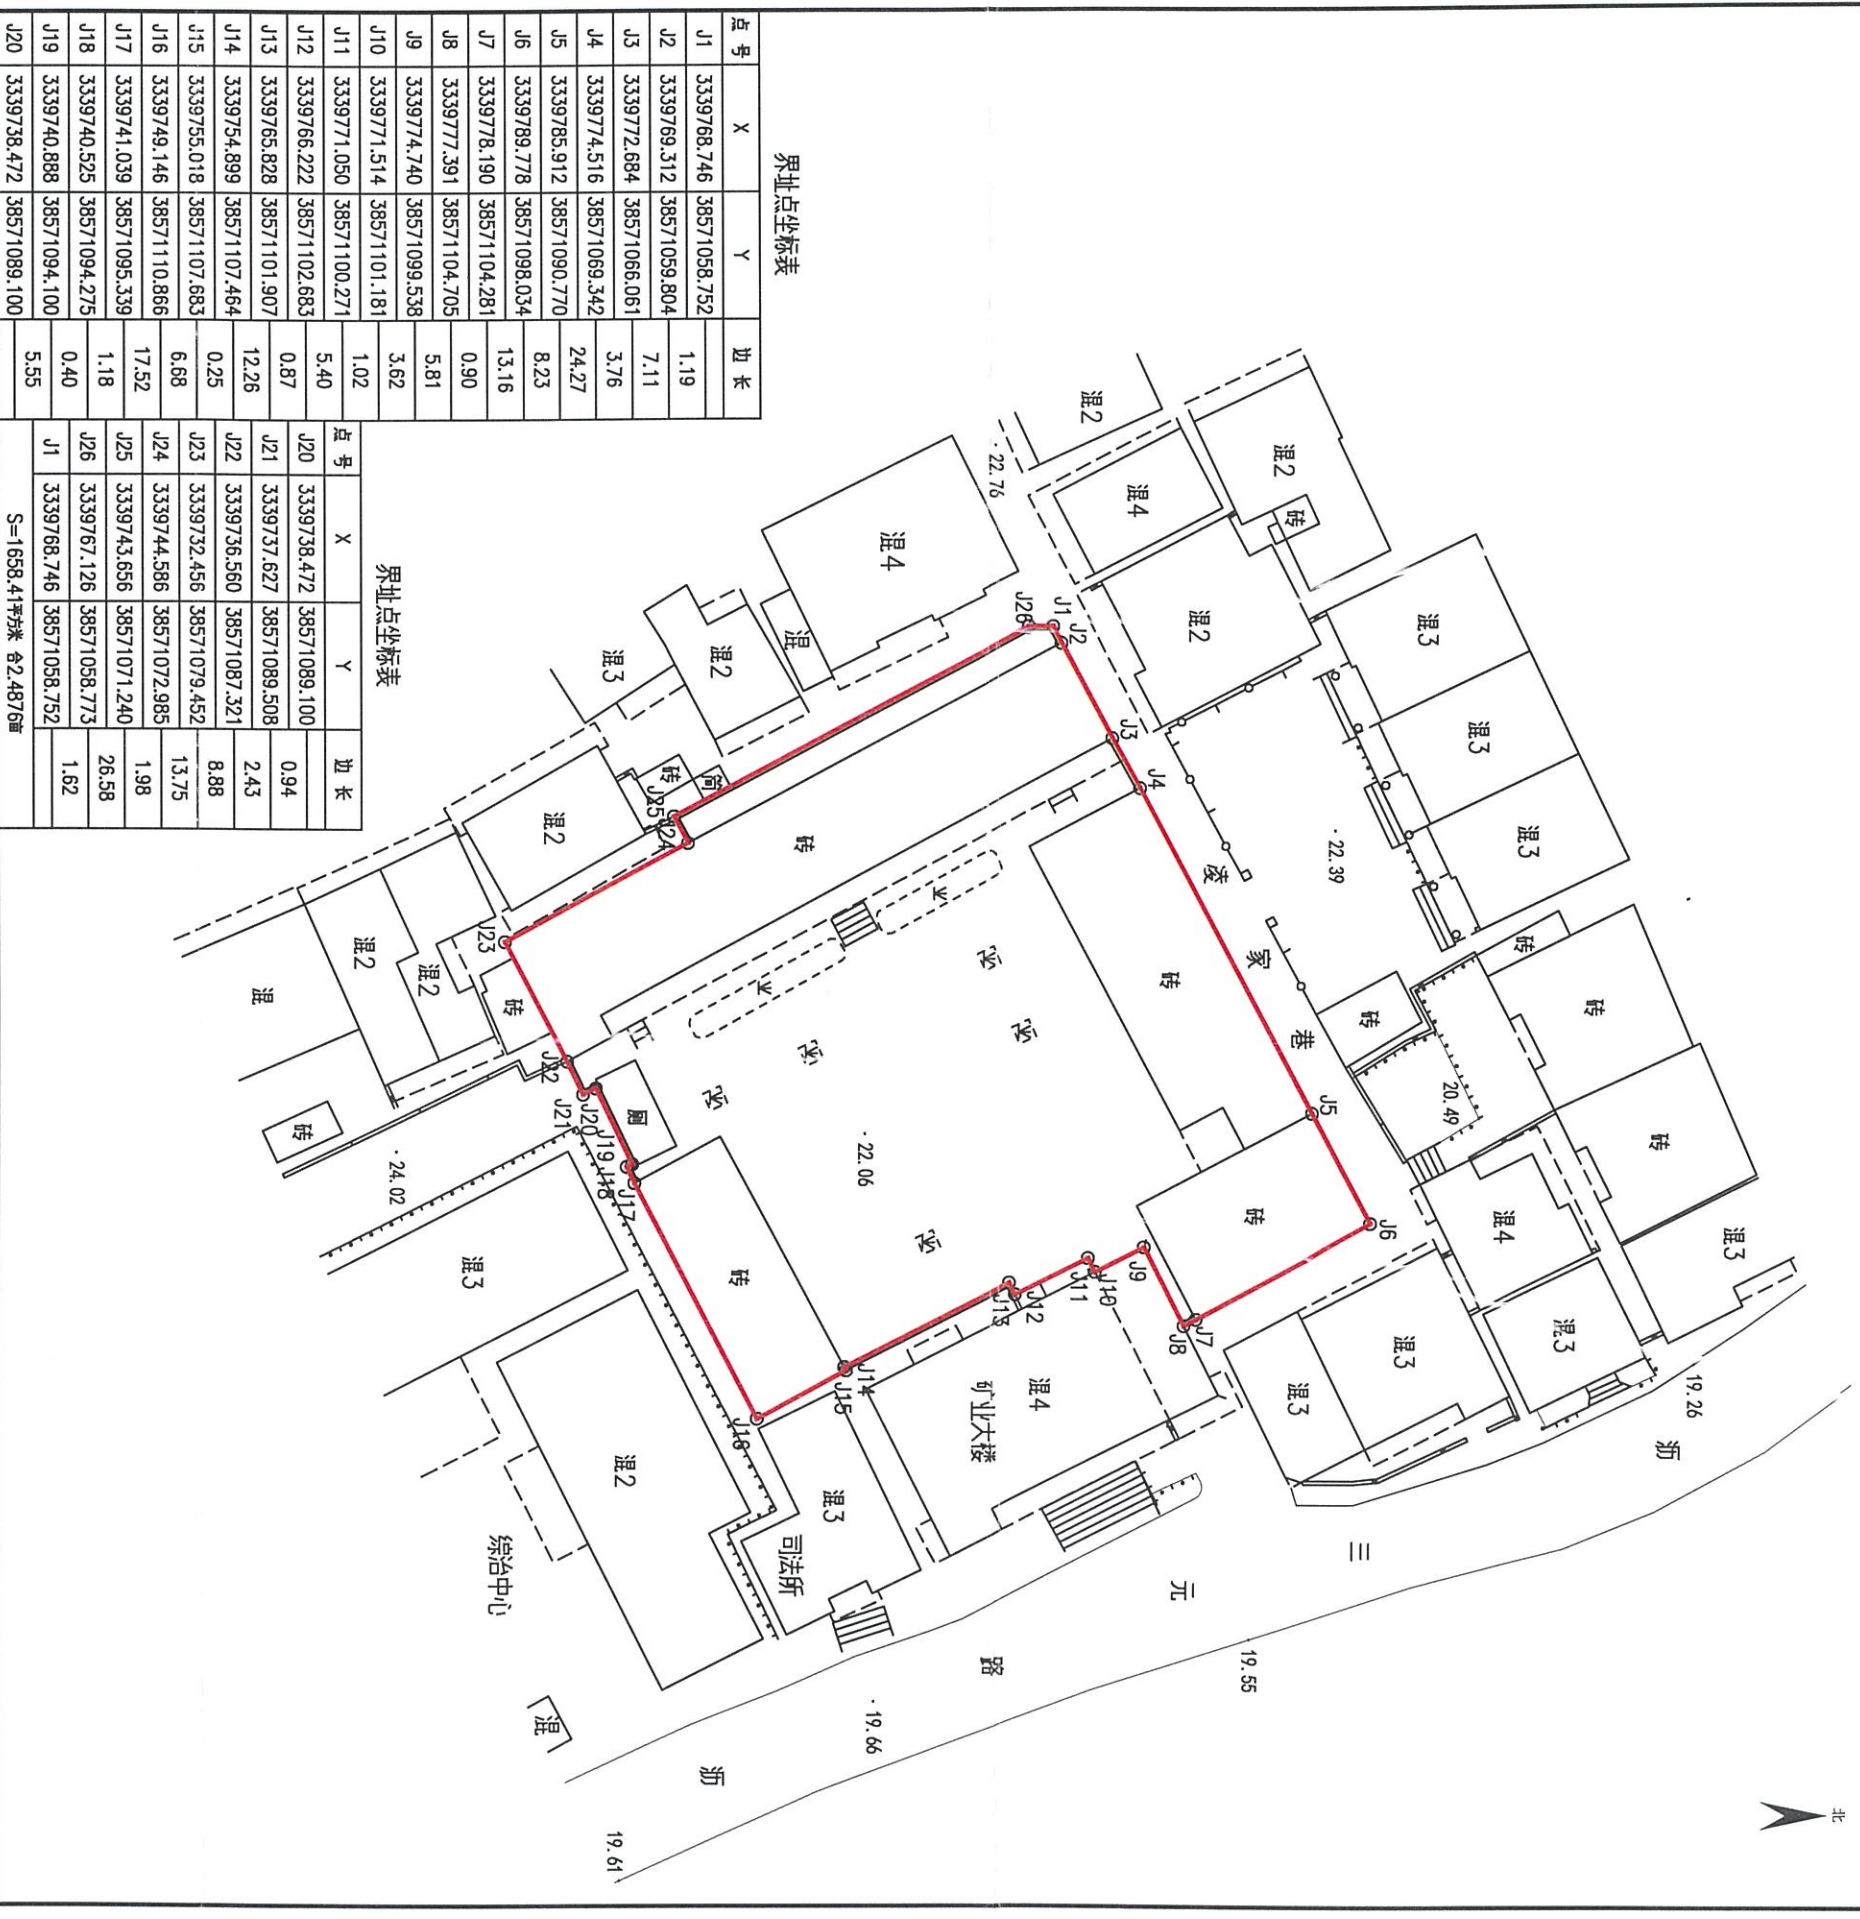 界址点坐标表
点号 X Y 边长
J1 3339768.746 38571058.752
1.19
J2 3339769.312 38571059.804
7.11
J3 3339772.684 38571066.061
3.76
J4 3339774.516 38571069.342
24.27
J5 3339785.912 38571090.770
8.23
J6 3339789.778 38571098.034
13.16
J7 3339778.190 38571104.281
0.90
J8 3339777.391 38571104.705
5.81
J9 3339774.740 38571099.538
3.62
J10 3339771.514 38571101.181
1.02
J11 3339771.050 38571100.271
5.40
J12 3339766.222 38571102.683
0.87
J13 3339765.828 38571101.907
12.26
J14 3339754.899 38571107.464
0.25
J15 3339755.018 38571107.683
6.68
J16 3339749.146 38571110.866
17.52
J17 3339741.039 38571095.339
1.18
J18 3339740.525 38571094.275
0.40
J19 3339740.888 38571094.100
5.55
J20 3339738.472 38571089.100
界址点坐标表
点号 X Y 边长
J20 3339738.472 38571089.100
0.94
J21 3339737.627 38571089.508
2.43
J22 3339736.560 38571087.321
8.88
J23 3339732.456 38571079.452
13.75
J24 3339744.586 38571072.985
1.98
J25 3339743.656 38571071.240
26.58
J26 3339767.126 38571058.773
1.62
J1 3339768.746 38571058.752
S=1658.41平方米 合2.4876亩
北
混2
混2
砖
混4
22.76
混2
混3
混3
混3
22.39
混4
混
混2
混3
简
砖
混2
混2
混2
混
砖
砖
24.02
J1
J2
J3
J4
J5
J6
J7
J8
J9
J10
J11
J12
J13
J14
J15
J16
J17
J18
J19
J20
J21
J22
J23
J24
J25
J26
凌
家
巷
砖
砖
砖
砖
20.49
混4
混3
混3
混3
混3
19.26
砖
砖
砖
砖
厕
22.06
混4
矿业大楼
混3
司法所
混3
混2
综治中心
混
沥
三
元
路
沥
19.55
19.66
19.61